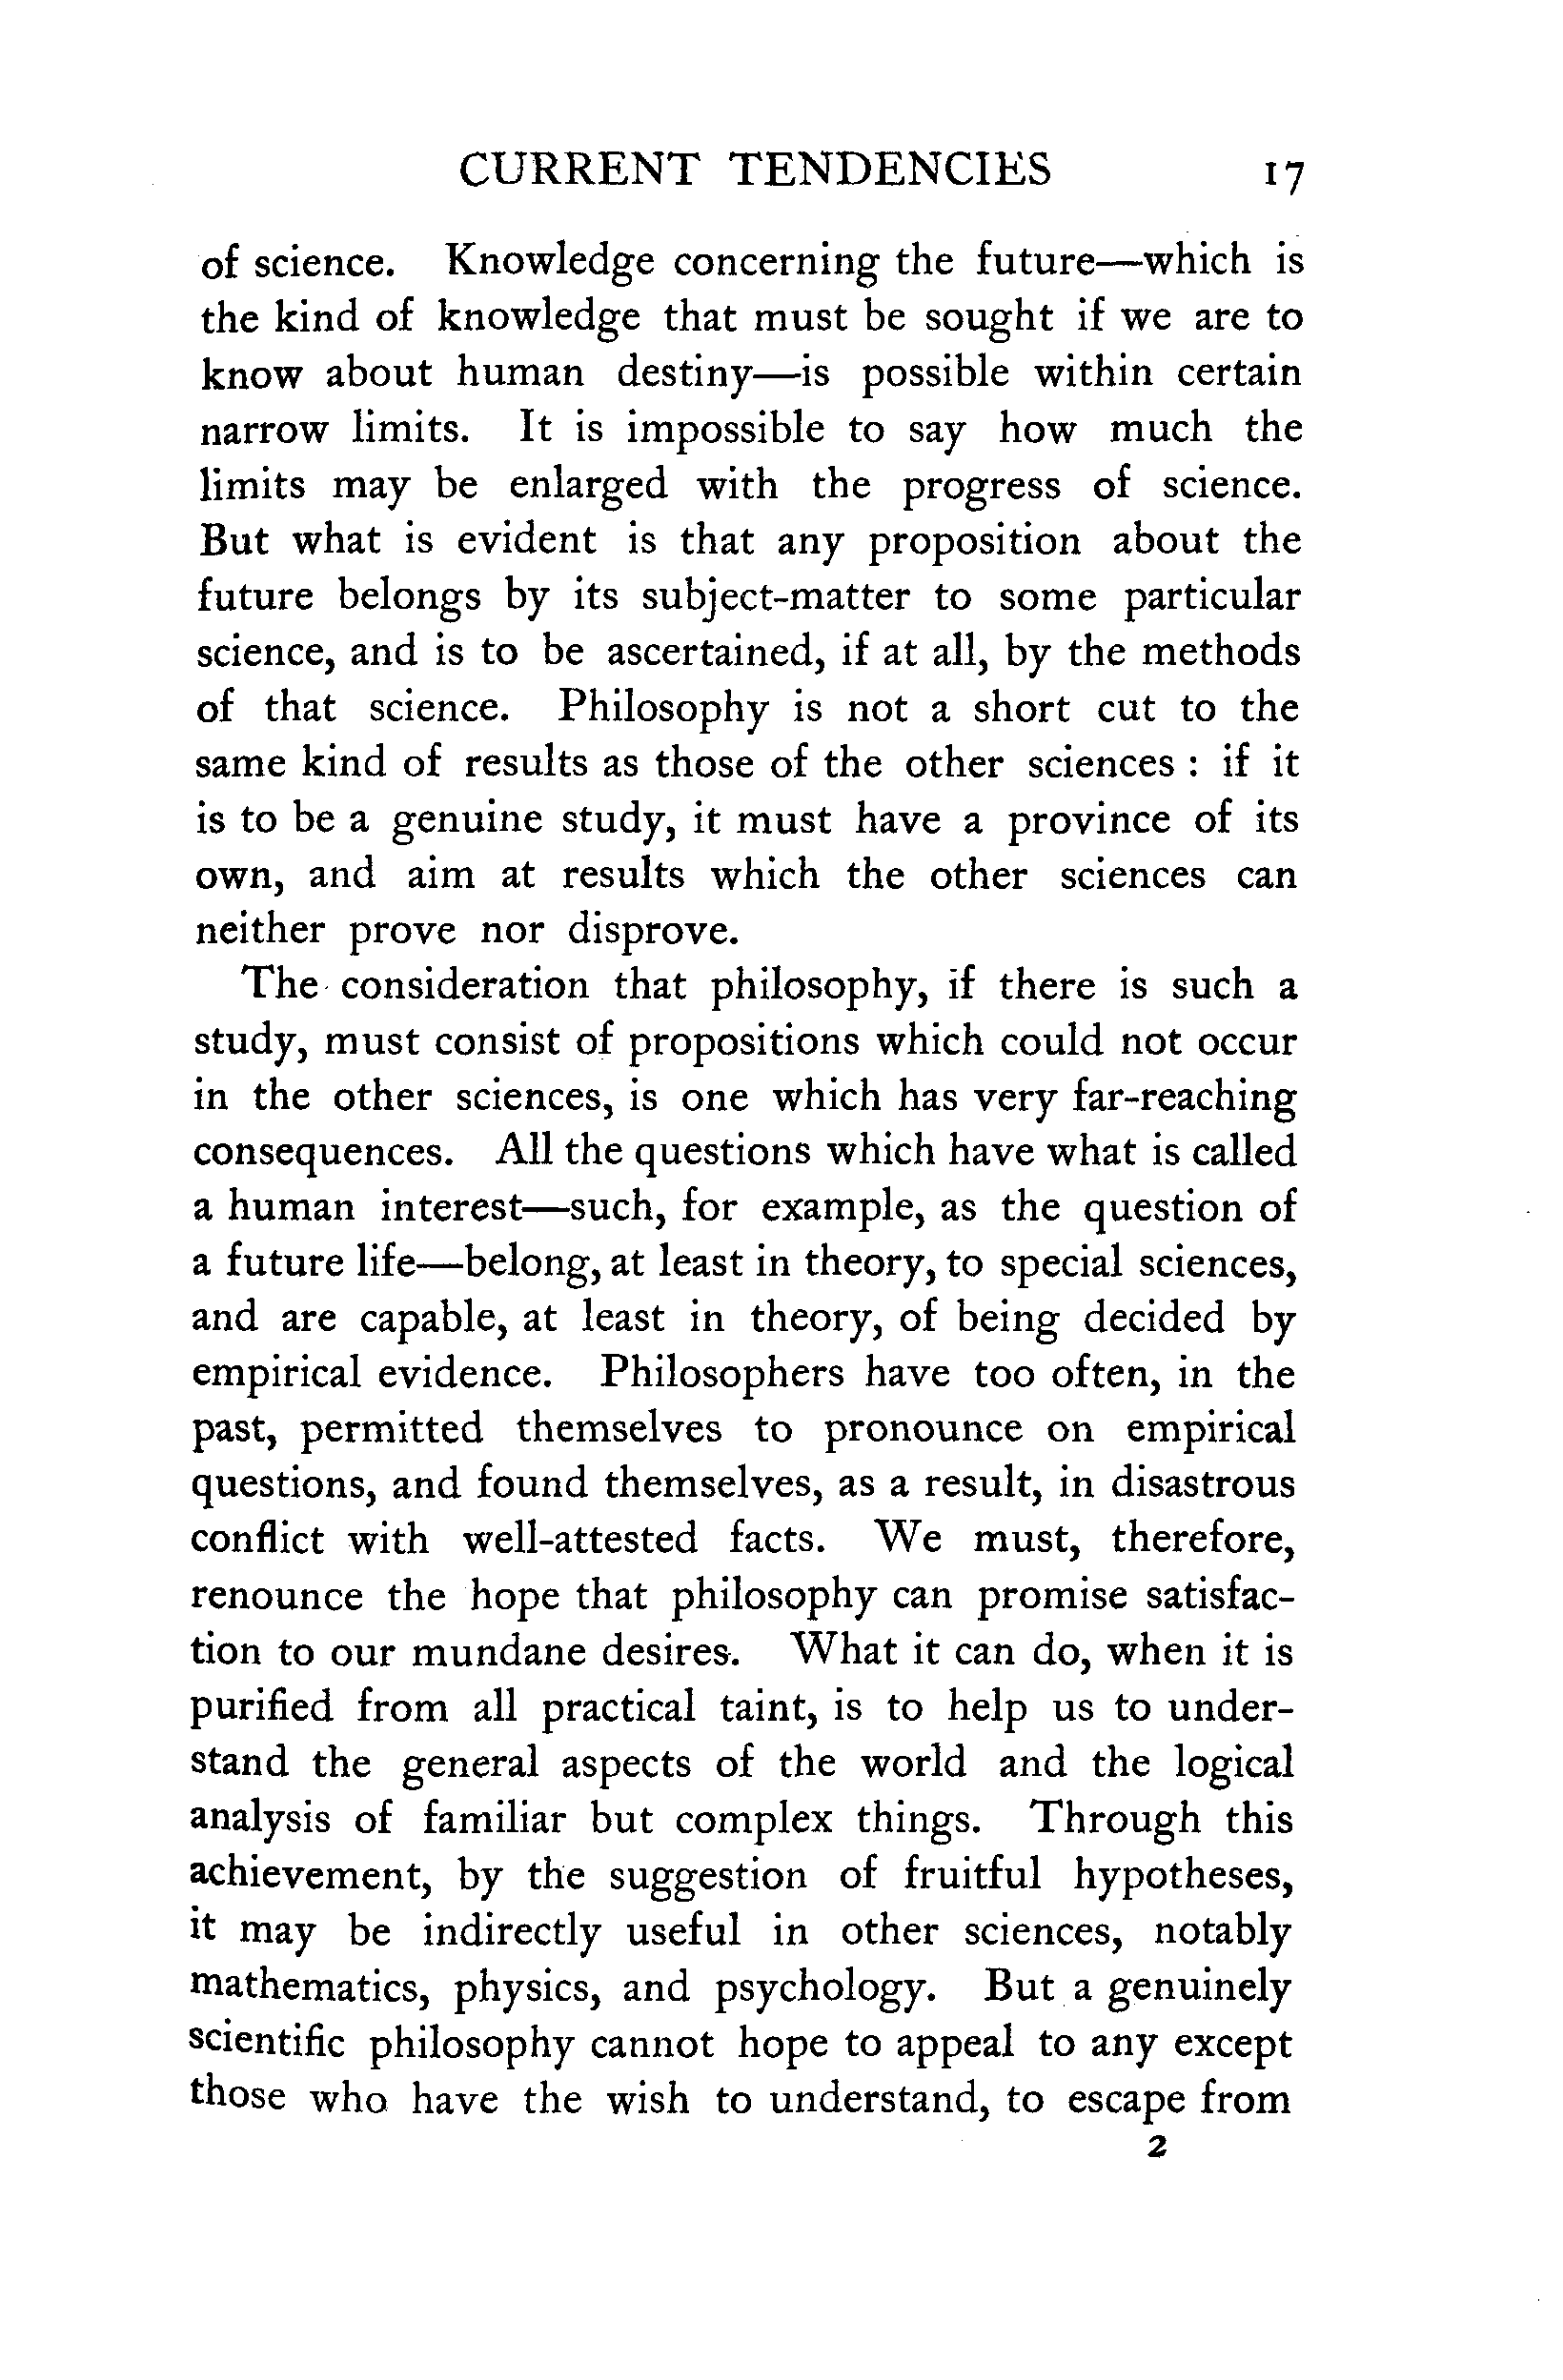 CURRENT TENDENCIES 17
of science. Knowledge concerning the future—which is
the kind of knowledge that must be sought if we are to
know about human destiny—is possible within certain
narrow limits. It is impossible to say how much the
limits may be enlarged with the progress of science.
But what is evident is that any proposition about the
future belongs by its subject-matter to some particular
science, and is to be ascertained, if at all, by the methods
of that science. Philosophy is not a short cut to the
same kind of results as those of the other sciences : if it
is to be a genuine study, it must have a province of its
own, and aim at results which the other sciences can
neither prove nor disprove.
The consideration that philosophy, if there is such a
study, must consist of propositions which could not occur
in the other sciences, is one which has very far-reaching
consequences. All the questions which have what is called
a human interest—such, for example, as the question of
a future life—belong, at least in theory, to special sciences,
and are capable, at least in theory, of being decided by
empirical evidence. Philosophers have too often, in the
past, permitted themselves to pronounce on empirical
questions, and found themselves, as a result, in disastrous
conflict with well-attested facts. We must, therefore,
renounce the hope that philosophy can promise satisfac-
tion to our mundane desires. What it can do, when it is
purified from all practical taint, is to help us to under-
stand the general aspects of the world and the logical
analysis of familiar but complex things. Through this
achievement, by the suggestion of fruitful hypotheses,
it may be indirectly useful in other sciences, notably
mathematics, physics, and psychology. But a genuinely
scientific philosophy cannot hope to appeal to any except
those who have the wish to understand, to escape from
2